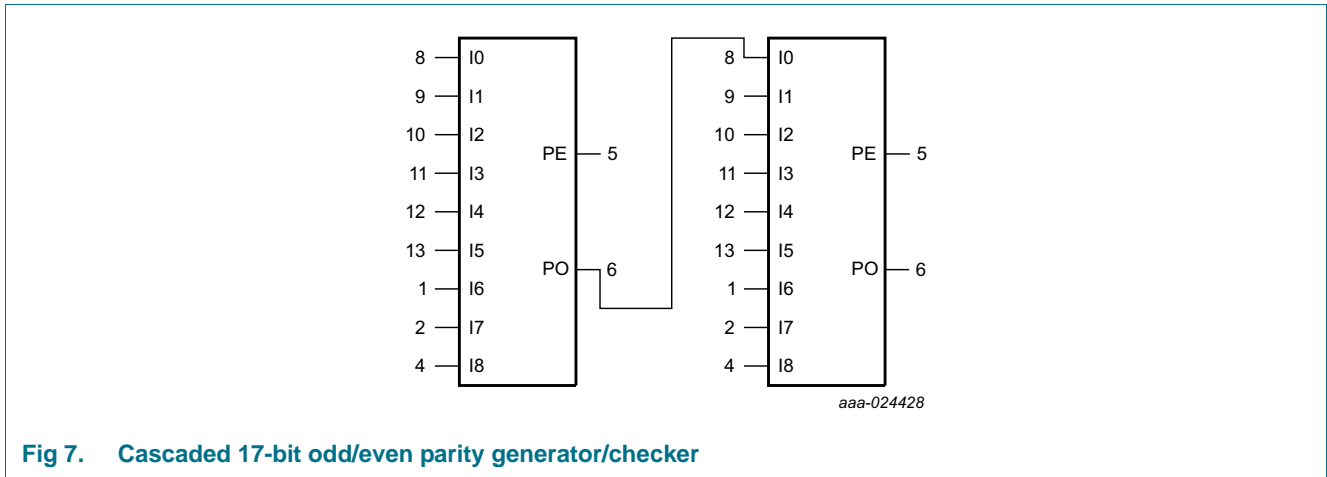 8 I0 8 I0
9 I1 9 I1
10 I2 10 I2
PE 5 PE 5
11 I3 11 I3
12 I4 12 I4
13 I5 13 I5
PO 6 PO 6
1 I6 1 I6
2 I7 2 I7
4 I8 4 I8
aaa-024428
Fig 7. Cascaded 17-bit odd/even parity generator/checker